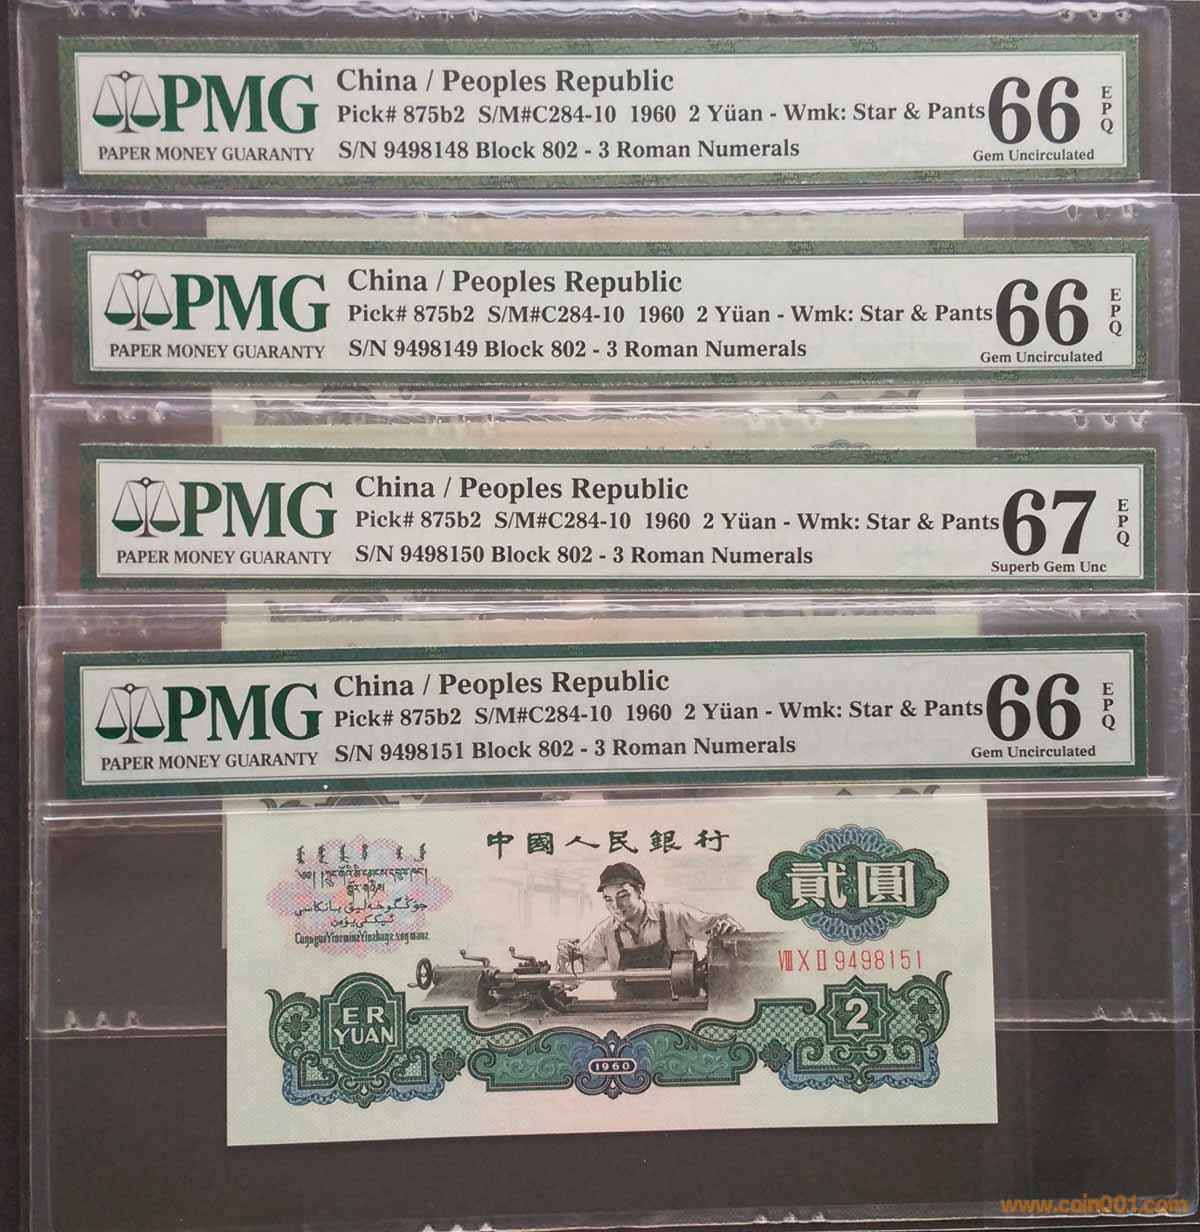 PMG
PAPER MONEY GUARANTY
China / Peoples Republic
Pick# 875b2 S/M#C284-10 1960 2 Yüan - Wmk: Star & Pants
S/N 9498148 Block 802 - 3 Roman Numerals
66
EPQ
Gem Uncirculated
PMG
PAPER MONEY GUARANTY
China / Peoples Republic
Pick# 875b2 S/M#C284-10 1960 2 Yüan - Wmk: Star & Pants
S/N 9498149 Block 802 - 3 Roman Numerals
66
EPQ
Gem Uncirculated
PMG
PAPER MONEY GUARANTY
China / Peoples Republic
Pick# 875b2 S/M#C284-10 1960 2 Yüan - Wmk: Star & Pants
S/N 9498150 Block 802 - 3 Roman Numerals
67
EPQ
Superb Gem Unc
PMG
PAPER MONEY GUARANTY
China / Peoples Republic
Pick# 875b2 S/M#C284-10 1960 2 Yüan - Wmk: Star & Pants
S/N 9498151 Block 802 - 3 Roman Numerals
66
EPQ
Gem Uncirculated
中國人民銀行
貳圓
VIII X II 9498151
ER
YUAN
2
1960
www.coin001.com